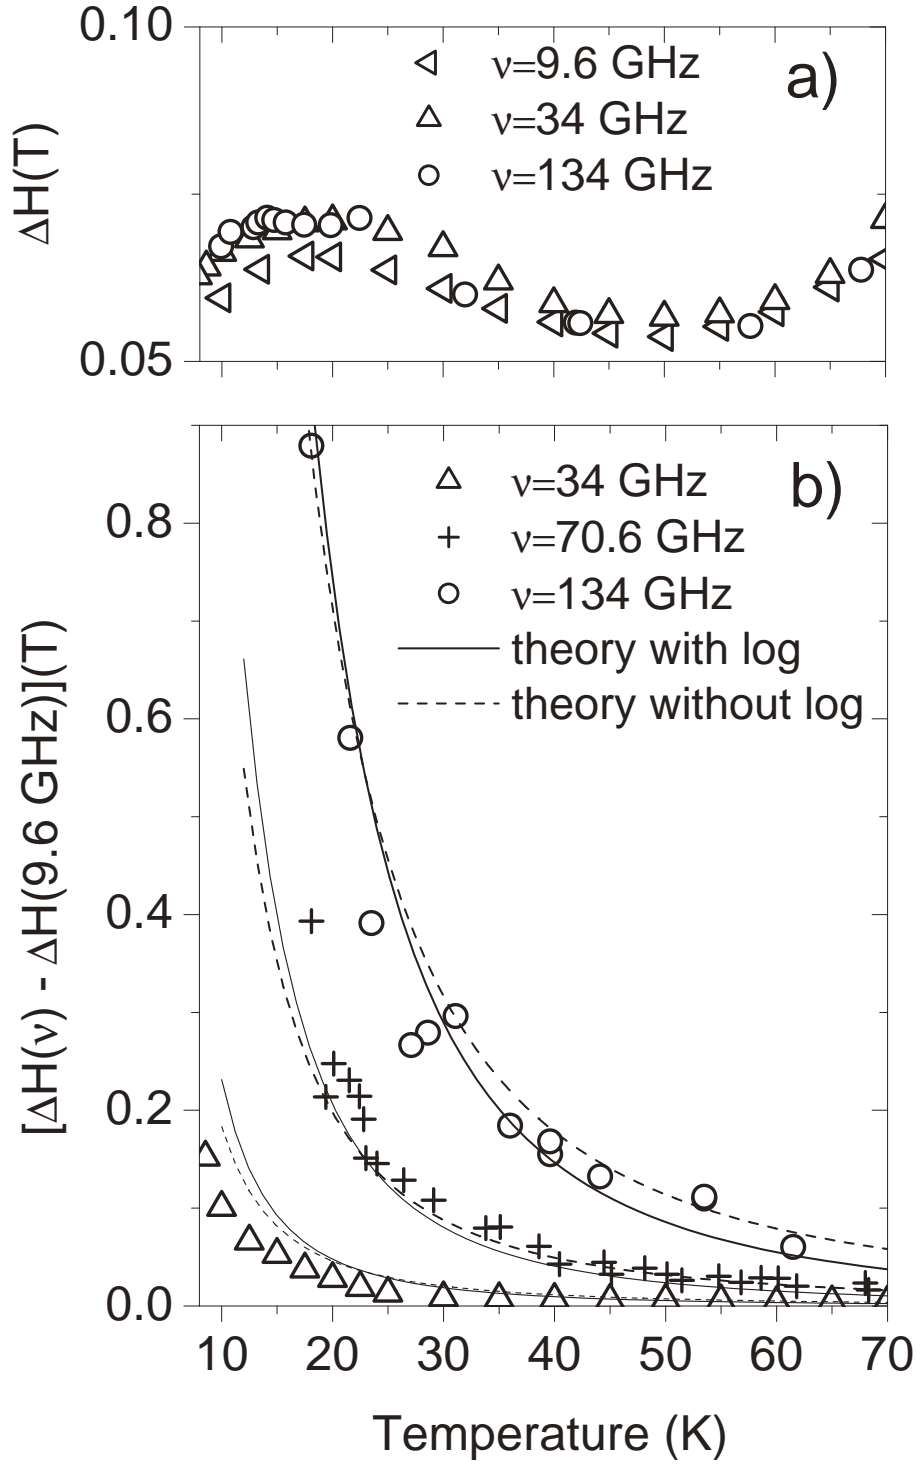 0.10
ν=9.6 GHz
a)
ν=34 GHz
ν=134 GHz
ΔH(T)
0.05
ν=34 GHz
b)
ν=70.6 GHz
ν=134 GHz
theory with log
theory without log
0.8
0.6
0.4
0.2
0.0
[ΔH(ν) - ΔH(9.6 GHz)](T)
10 20 30 40 50 60 70
Temperature (K)